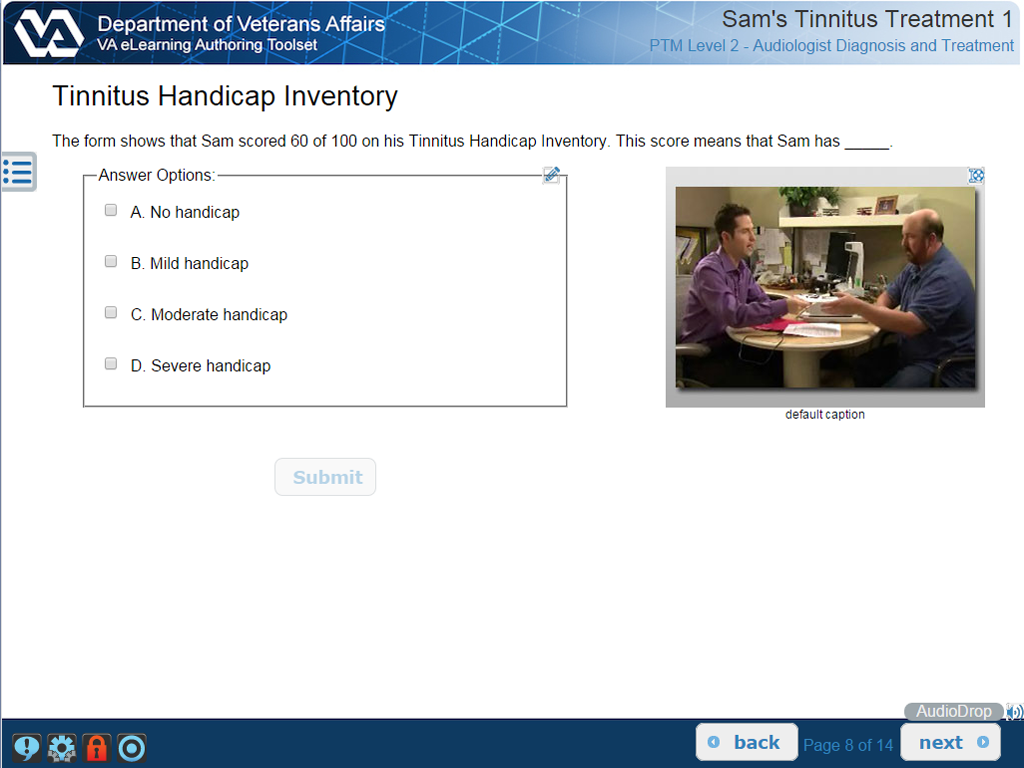 VA
Department of Veterans Affairs
VA eLearning Authoring Toolset
Sam's Tinnitus Treatment 1
PTM Level 2 - Audiologist Diagnosis and Treatment
Tinnitus Handicap Inventory
The form shows that Sam scored 60 of 100 on his Tinnitus Handicap Inventory. This score means that Sam has _____.
Answer Options:
A. No handicap
B. Mild handicap
C. Moderate handicap
D. Severe handicap
default caption
Submit
AudioDrop
back
Page 8 of 14
next